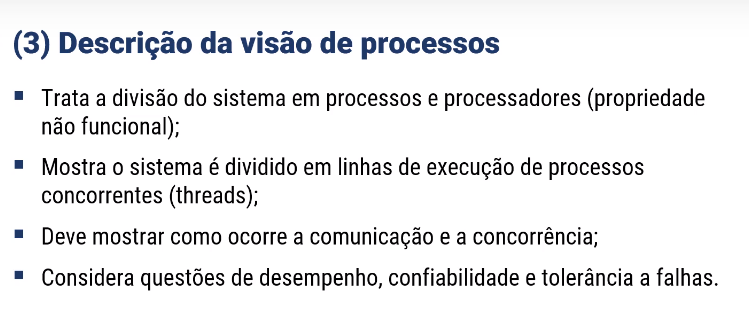 (3) Descrição da visão de processos
▪ Trata a divisão do sistema em processos e processadores (propriedade
não funcional);
▪ Mostra o sistema é dividido em linhas de execução de processos
concorrentes (threads);
▪ Deve mostrar como ocorre a comunicação e a concorrência;
▪ Considera questões de desempenho, confiabilidade e tolerância a falhas.